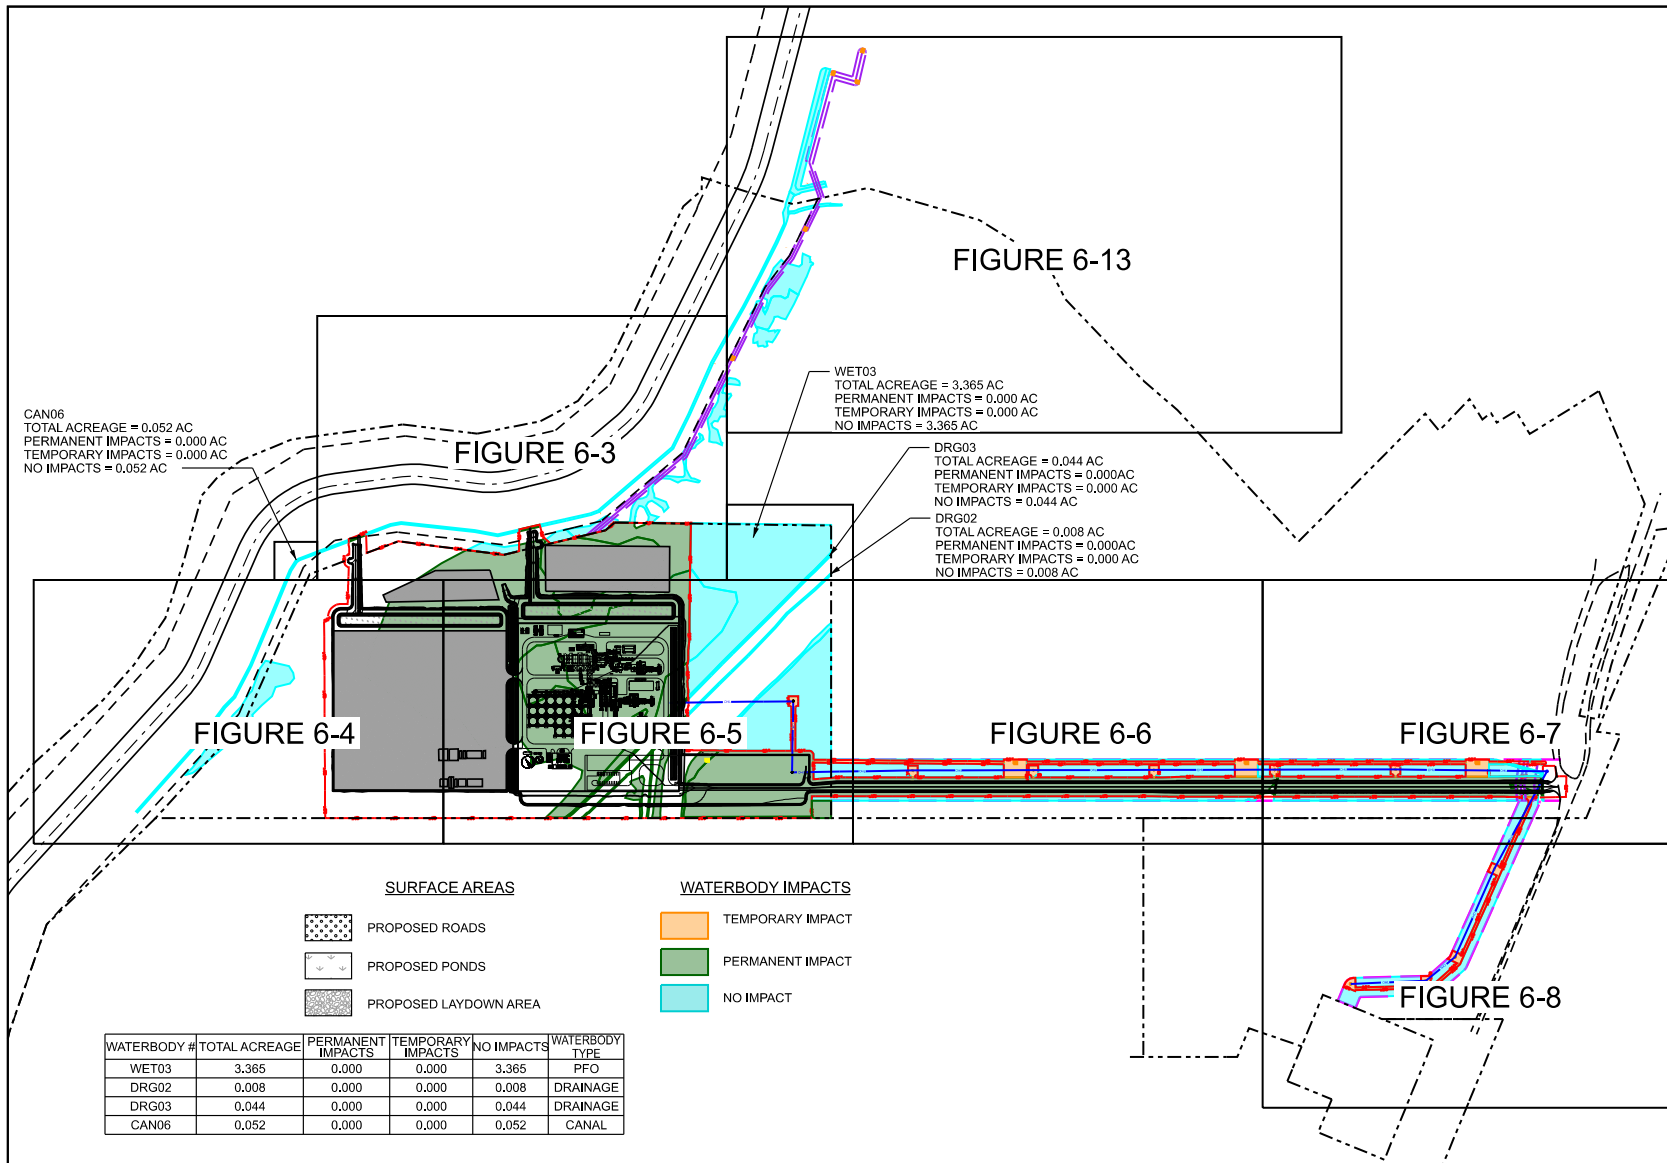 FIGURE 6-13
WET03
TOTAL ACREAGE = 3.365 AC
PERMANENT IMPACTS = 0.000 AC
TEMPORARY IMPACTS = 0.000 AC
NO IMPACTS = 3.365 AC
CAN06
TOTAL ACREAGE = 0.052 AC
PERMANENT IMPACTS = 0.000 AC
TEMPORARY IMPACTS = 0.000 AC
NO IMPACTS = 0.052 AC
FIGURE 6-3
DRG03
TOTAL ACREAGE = 0.044 AC
PERMANENT IMPACTS = 0.000AC
TEMPORARY IMPACTS = 0.000 AC
NO IMPACTS = 0.044 AC
DRG02
TOTAL ACREAGE = 0.008 AC
PERMANENT IMPACTS = 0.000AC
TEMPORARY IMPACTS = 0.000 AC
NO IMPACTS = 0.008 AC
FIGURE 6-4
FIGURE 6-5
FIGURE 6-6
FIGURE 6-7
FIGURE 6-8
SURFACE AREAS
PROPOSED ROADS
PROPOSED PONDS
PROPOSED LAYDOWN AREA
WATERBODY IMPACTS
TEMPORARY IMPACT
PERMANENT IMPACT
NO IMPACT
WATERBODY # TOTAL ACREAGE PERMANENT IMPACTS TEMPORARY IMPACTS NO IMPACTS WATERBODY TYPE
WET03 3.365 0.000 0.000 3.365 PFO
DRG02 0.008 0.000 0.000 0.008 DRAINAGE
DRG03 0.044 0.000 0.000 0.044 DRAINAGE
CAN06 0.052 0.000 0.000 0.052 CANAL